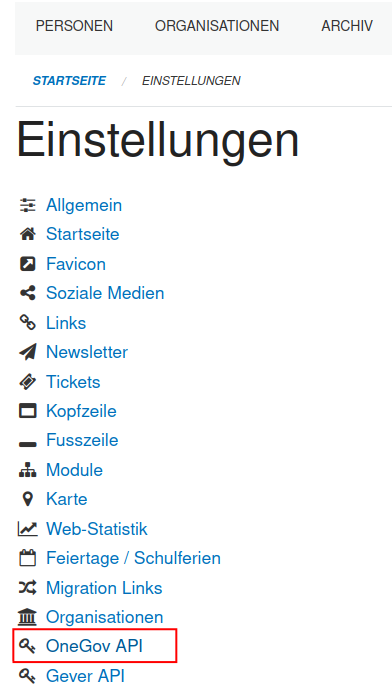 PERSONEN ORGANISATIONEN ARCHIV
STARTSEITE / EINSTELLUNGEN
Einstellungen
Allgemein
Startseite
Favicon
Soziale Medien
Links
Newsletter
Tickets
Kopfzeile
Fusszeile
Module
Karte
Web-Statistik
Feiertage / Schulferien
Migration Links
Organisationen
OneGov API
Gever API